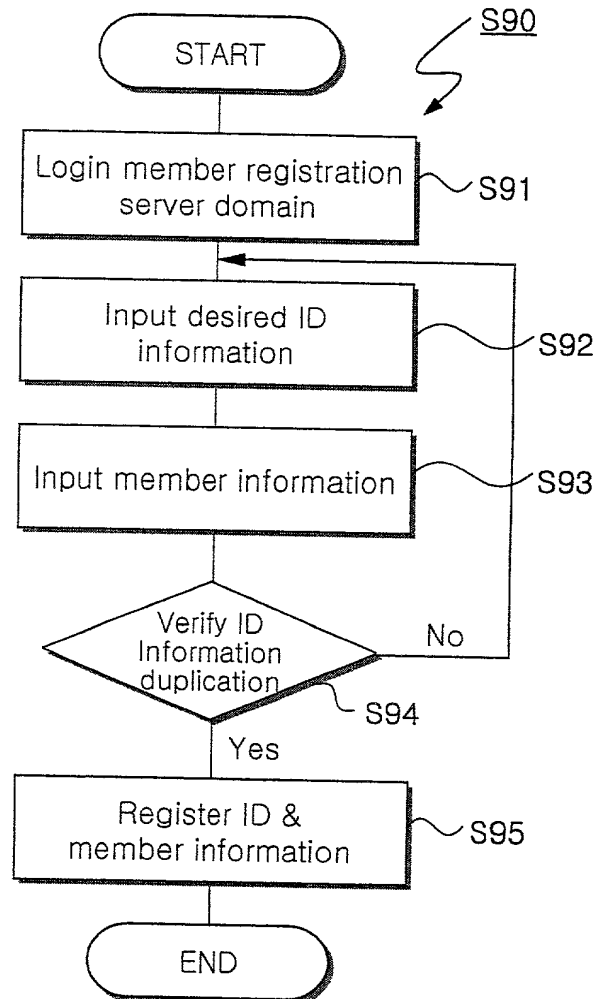 START
S90
Login member registration
server domain
S91
Input desired ID
information
S92
Input member information
S93
Verify ID
Information
duplication
No
S94
Yes
Register ID &
member information
S95
END